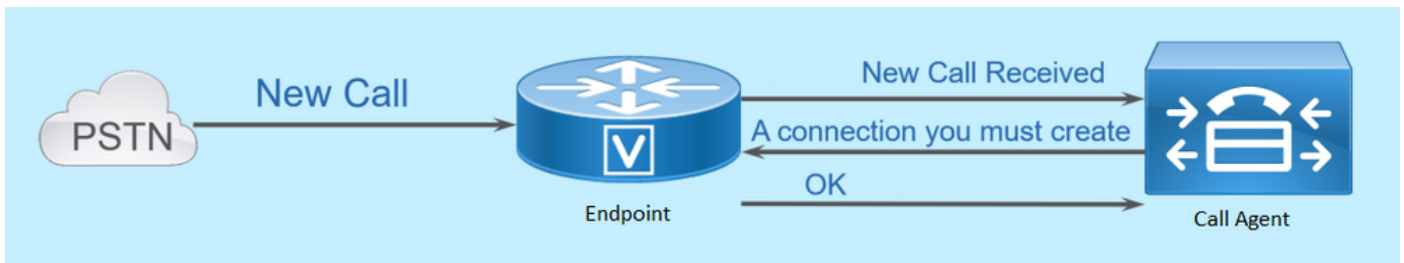 PSTN
New Call
V
Endpoint
New Call Received
A connection you must create
OK
Call Agent